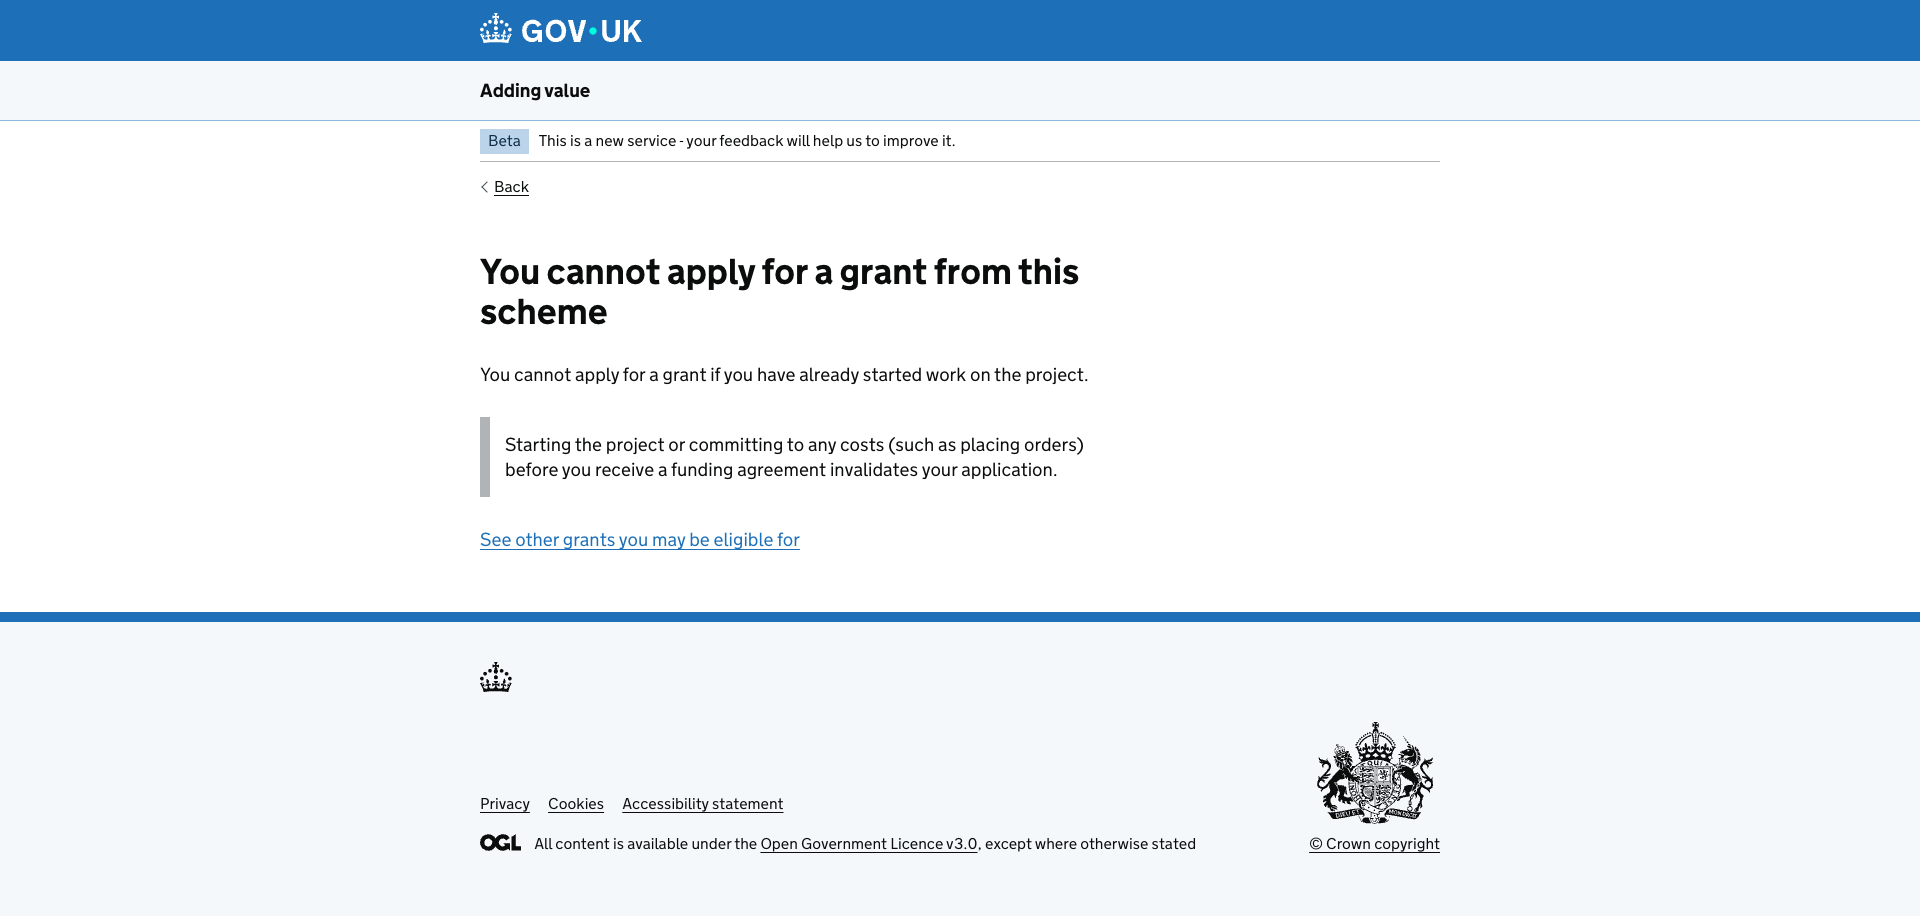 GOV·UK
Adding value
Beta This is a new service - your feedback will help us to improve it.
Back
You cannot apply for a grant from this
scheme
You cannot apply for a grant if you have already started work on the project.
Starting the project or committing to any costs (such as placing orders)
before you receive a funding agreement invalidates your application.
See other grants you may be eligible for
Privacy Cookies Accessibility statement
OGL All content is available under the Open Government Licence v3.0, except where otherwise stated
© Crown copyright